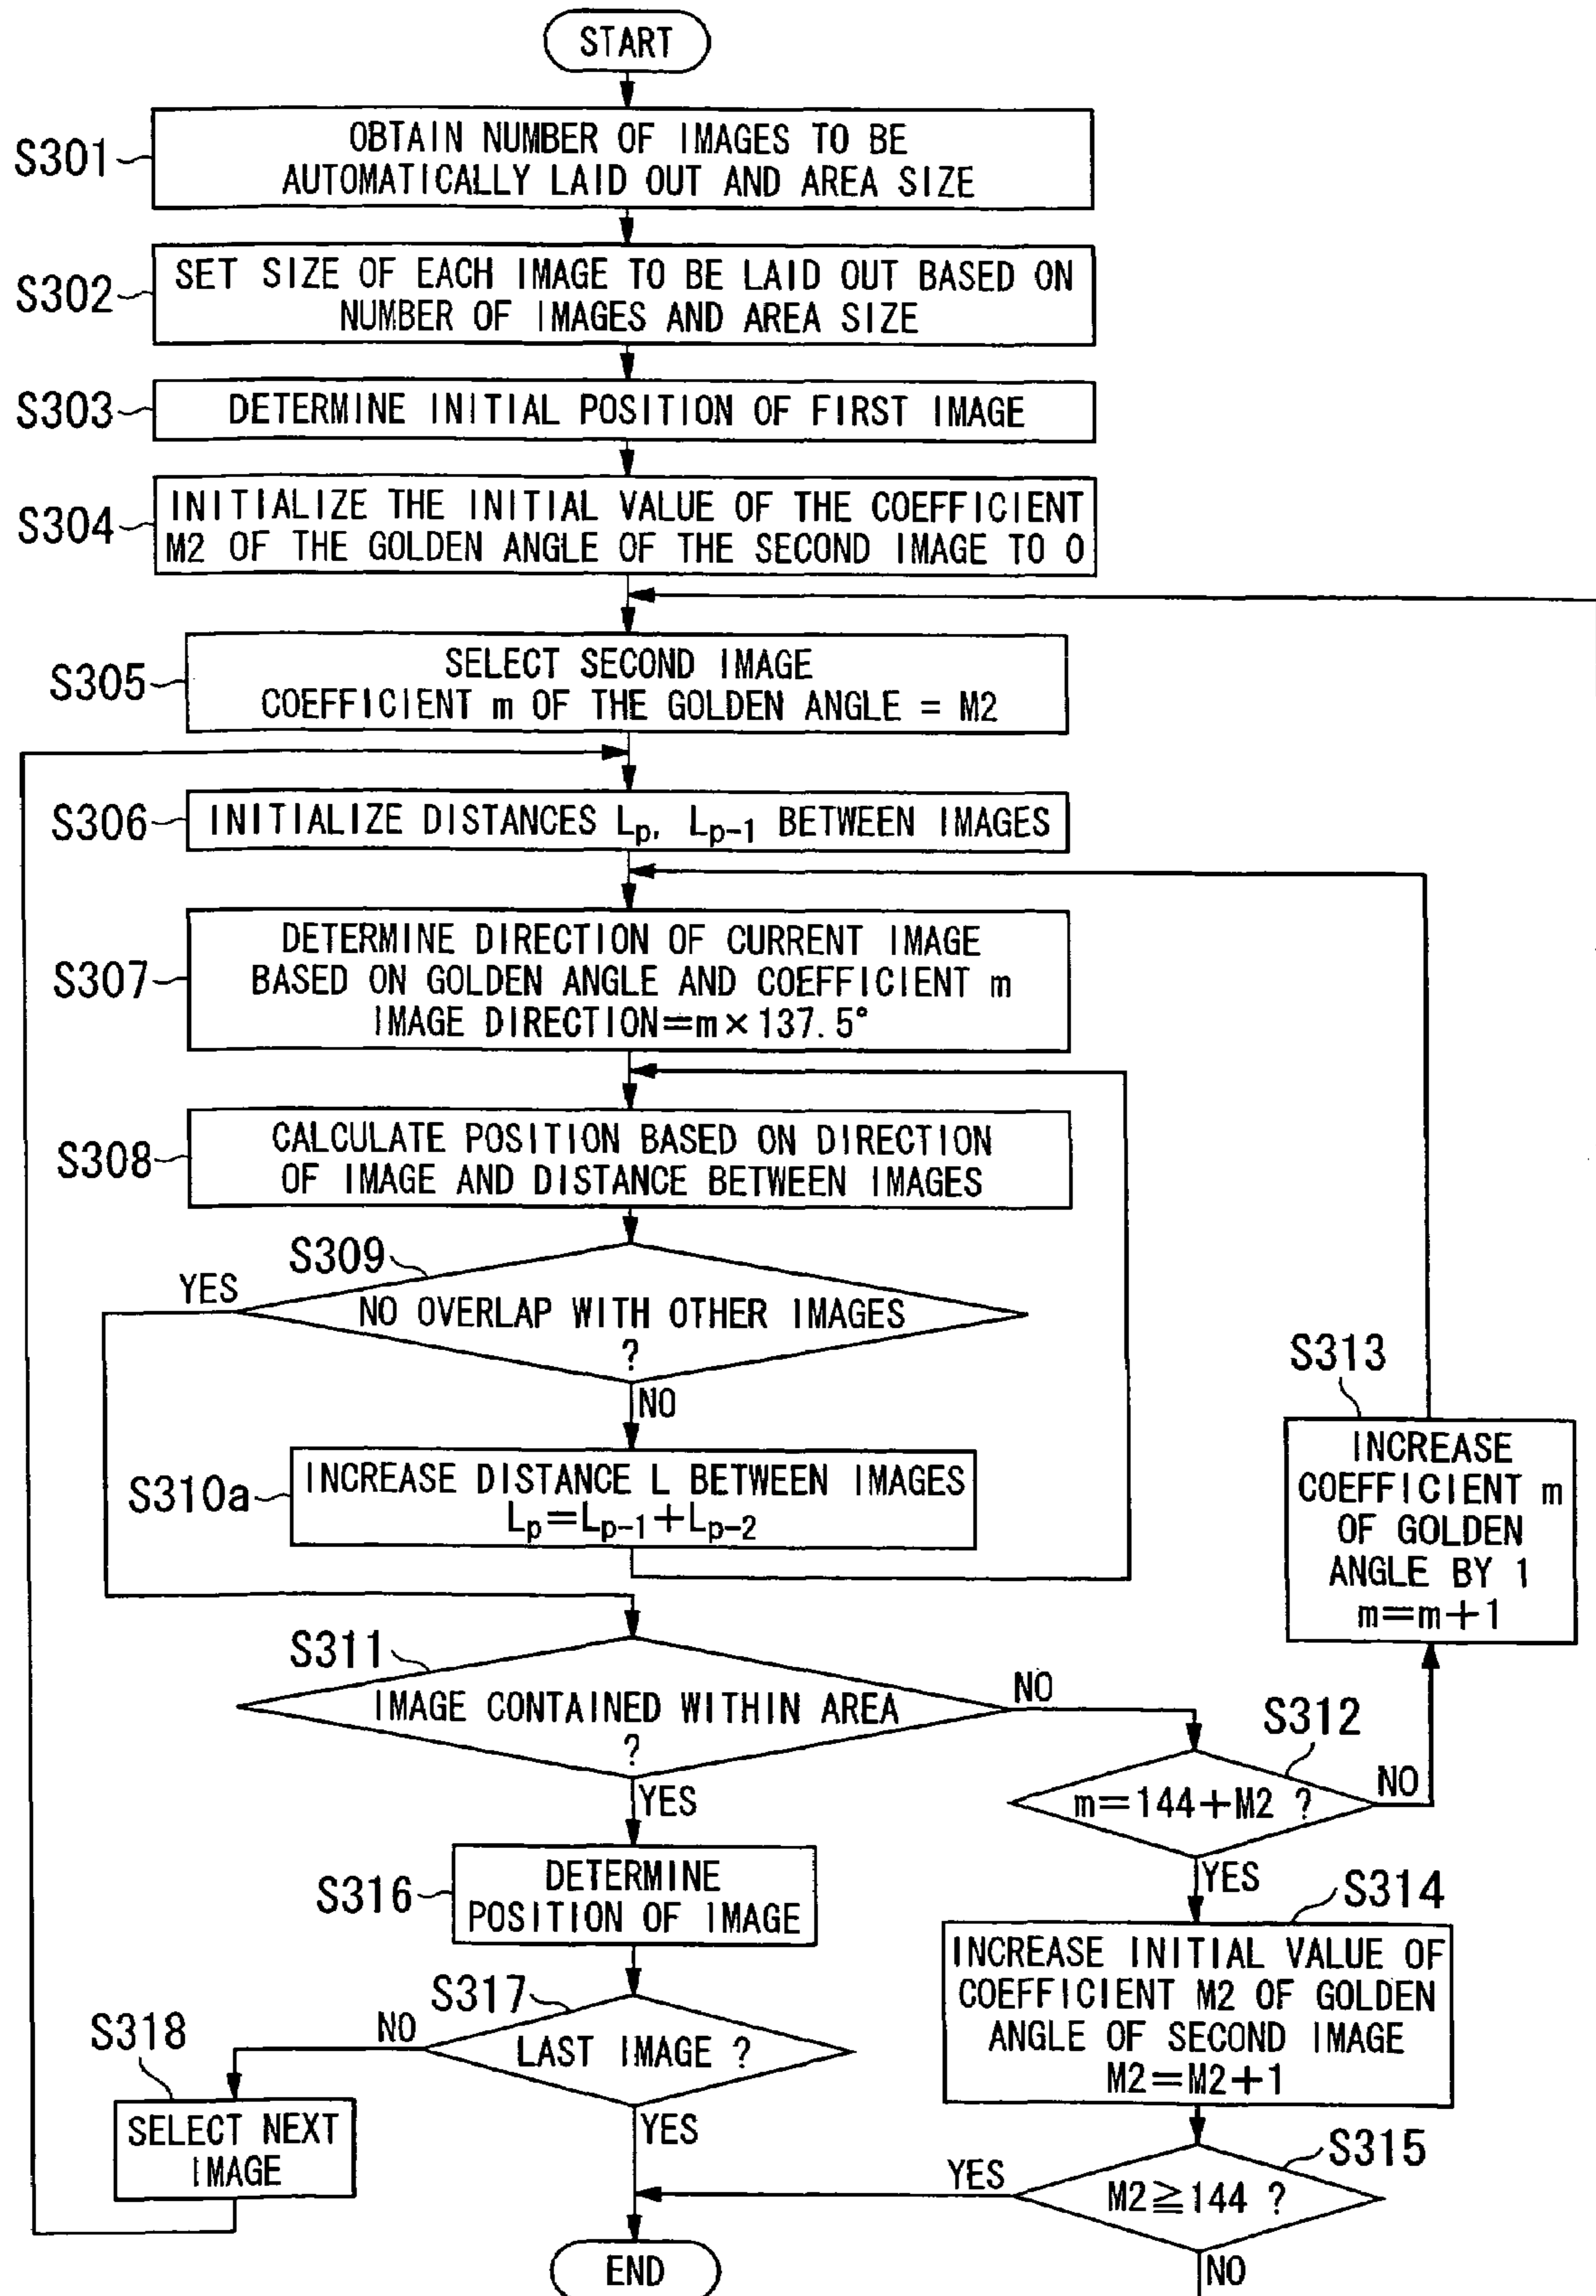 START
S301
OBTAIN NUMBER OF IMAGES TO BE
AUTOMATICALLY LAID OUT AND AREA SIZE
S302
SET SIZE OF EACH IMAGE TO BE LAID OUT BASED ON
NUMBER OF IMAGES AND AREA SIZE
S303
DETERMINE INITIAL POSITION OF FIRST IMAGE
S304
INITIALIZE THE INITIAL VALUE OF THE COEFFICIENT
M2 OF THE GOLDEN ANGLE OF THE SECOND IMAGE TO 0
S305
SELECT SECOND IMAGE
COEFFICIENT m OF THE GOLDEN ANGLE = M2
S306
INITIALIZE DISTANCES Lp, Lp-1 BETWEEN IMAGES
S307
DETERMINE DIRECTION OF CURRENT IMAGE
BASED ON GOLDEN ANGLE AND COEFFICIENT m
IMAGE DIRECTION=m×137.5°
S308
CALCULATE POSITION BASED ON DIRECTION
OF IMAGE AND DISTANCE BETWEEN IMAGES
S309
YES
NO OVERLAP WITH OTHER IMAGES
?
NO
S310a
INCREASE DISTANCE L BETWEEN IMAGES
Lp=Lp-1+Lp-2
S313
INCREASE
COEFFICIENT m
OF GOLDEN
ANGLE BY 1
m=m+1
S311
IMAGE CONTAINED WITHIN AREA
?
NO
YES
S312
m=144+M2 ?
NO
YES
S316
DETERMINE
POSITION OF IMAGE
S314
INCREASE INITIAL VALUE OF
COEFFICIENT M2 OF GOLDEN
ANGLE OF SECOND IMAGE
M2=M2+1
S317
NO
LAST IMAGE ?
YES
S318
SELECT NEXT
IMAGE
S315
YES
M2≧144 ?
NO
END